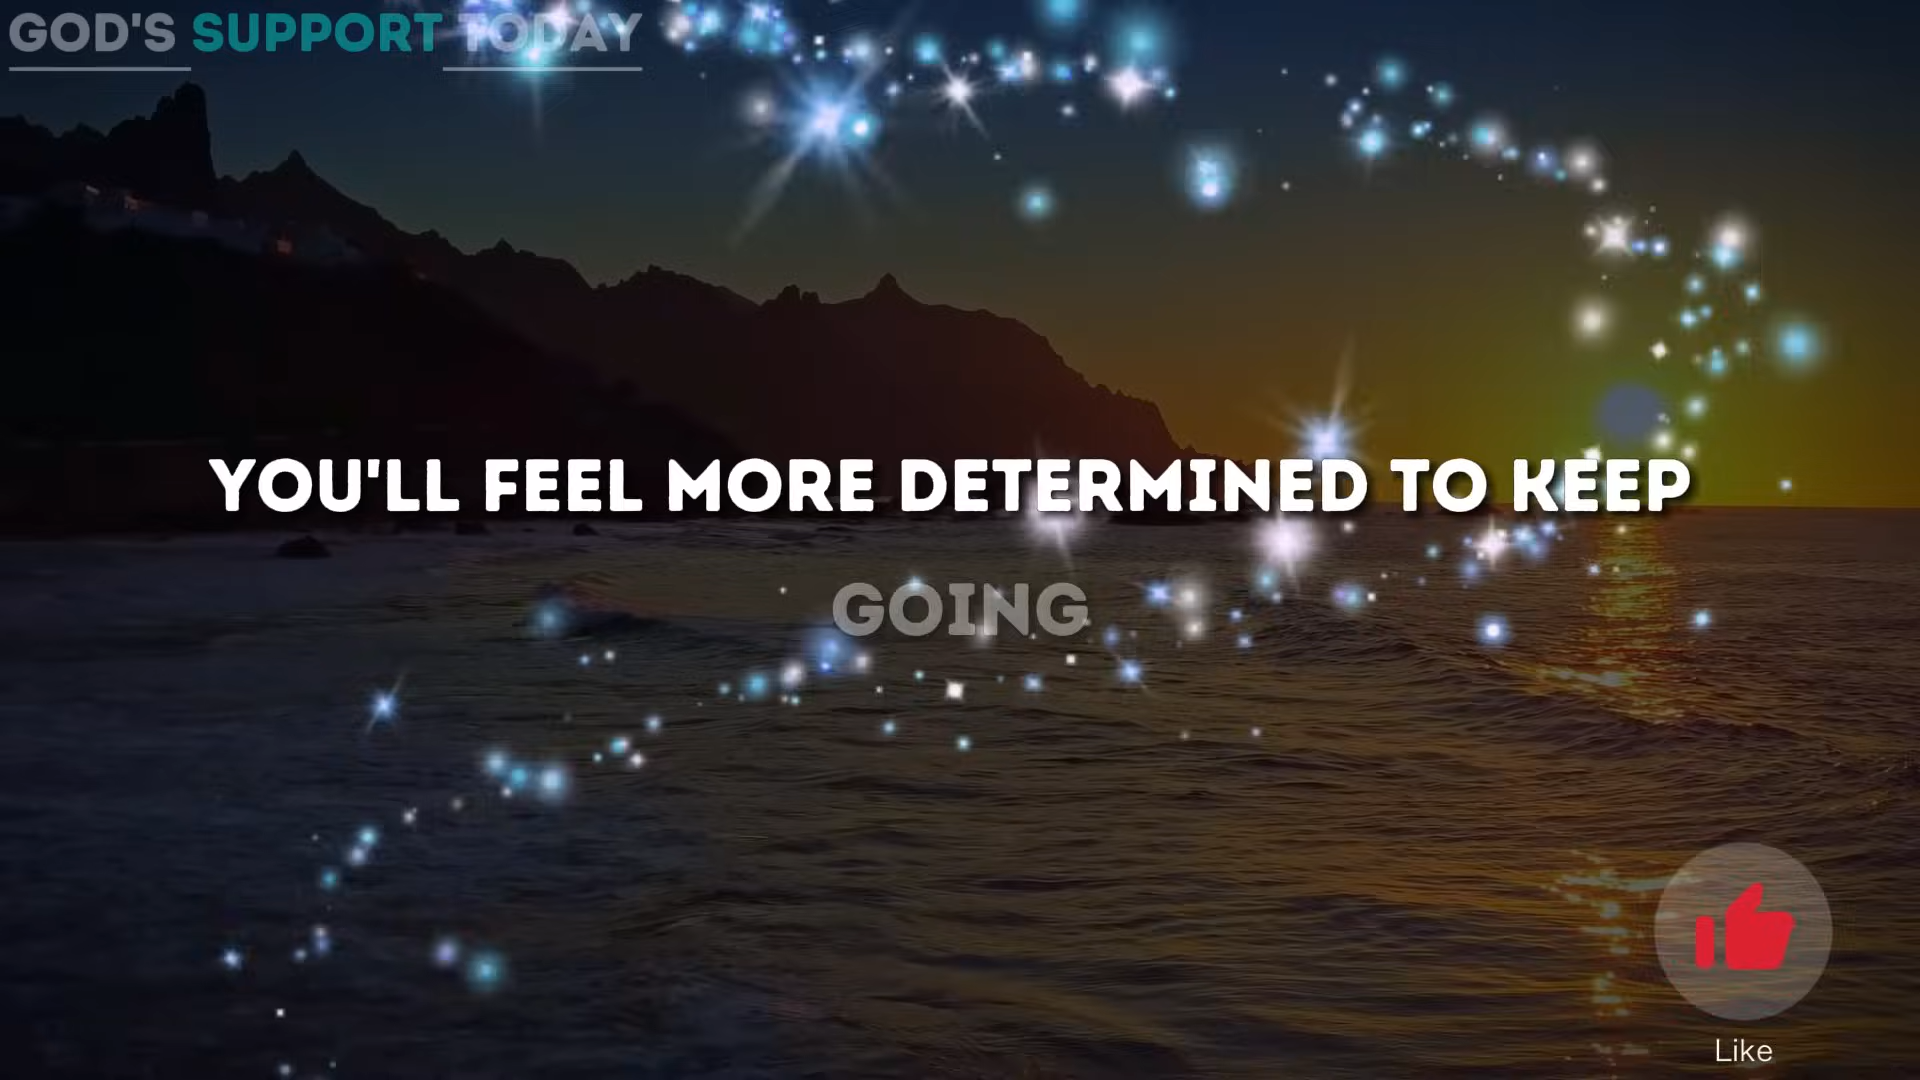 GOD'S SUPPORT TODAY
YOU'LL FEEL MORE DETERMINED TO KEEP
GOING
Like